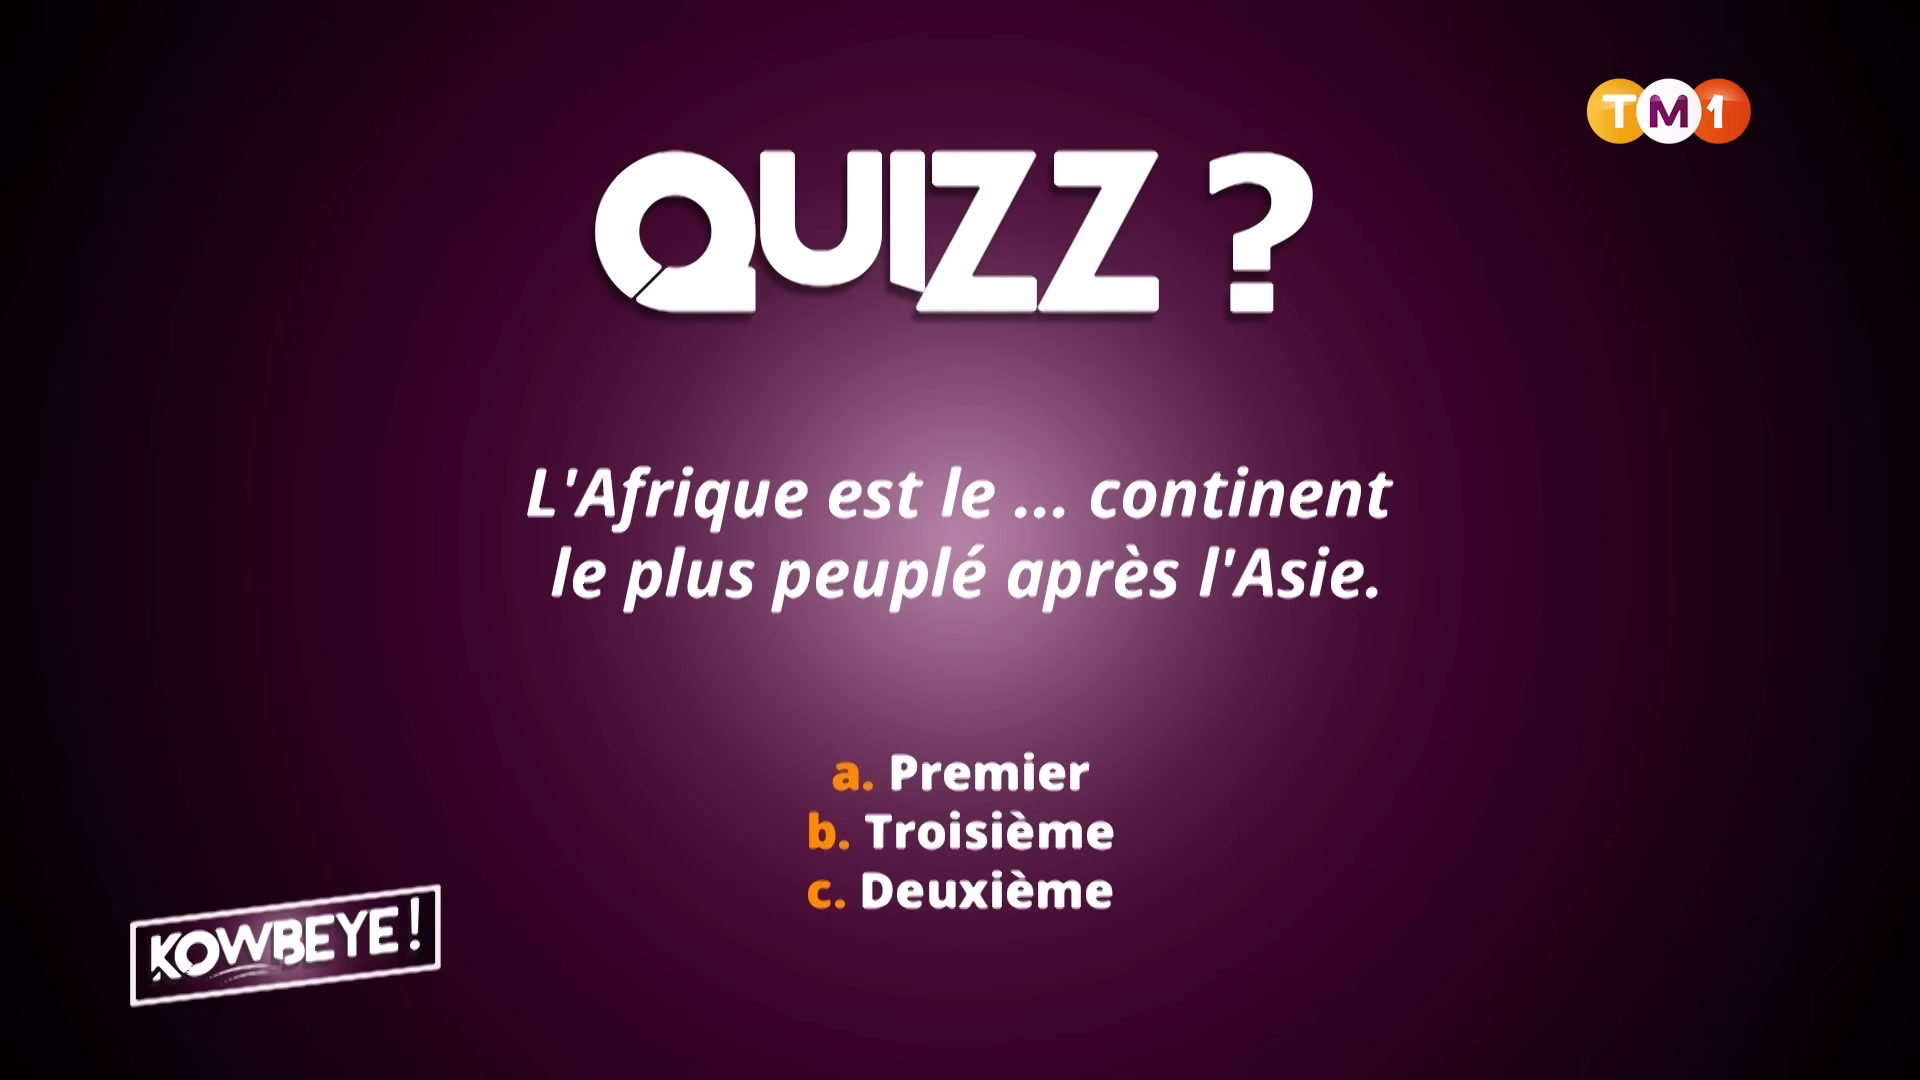 TM1
QUIZZ ?
L'Afrique est le ... continent
le plus peuplé après l'Asie.
a. Premier
b. Troisième
c. Deuxième
KOWBEYE!